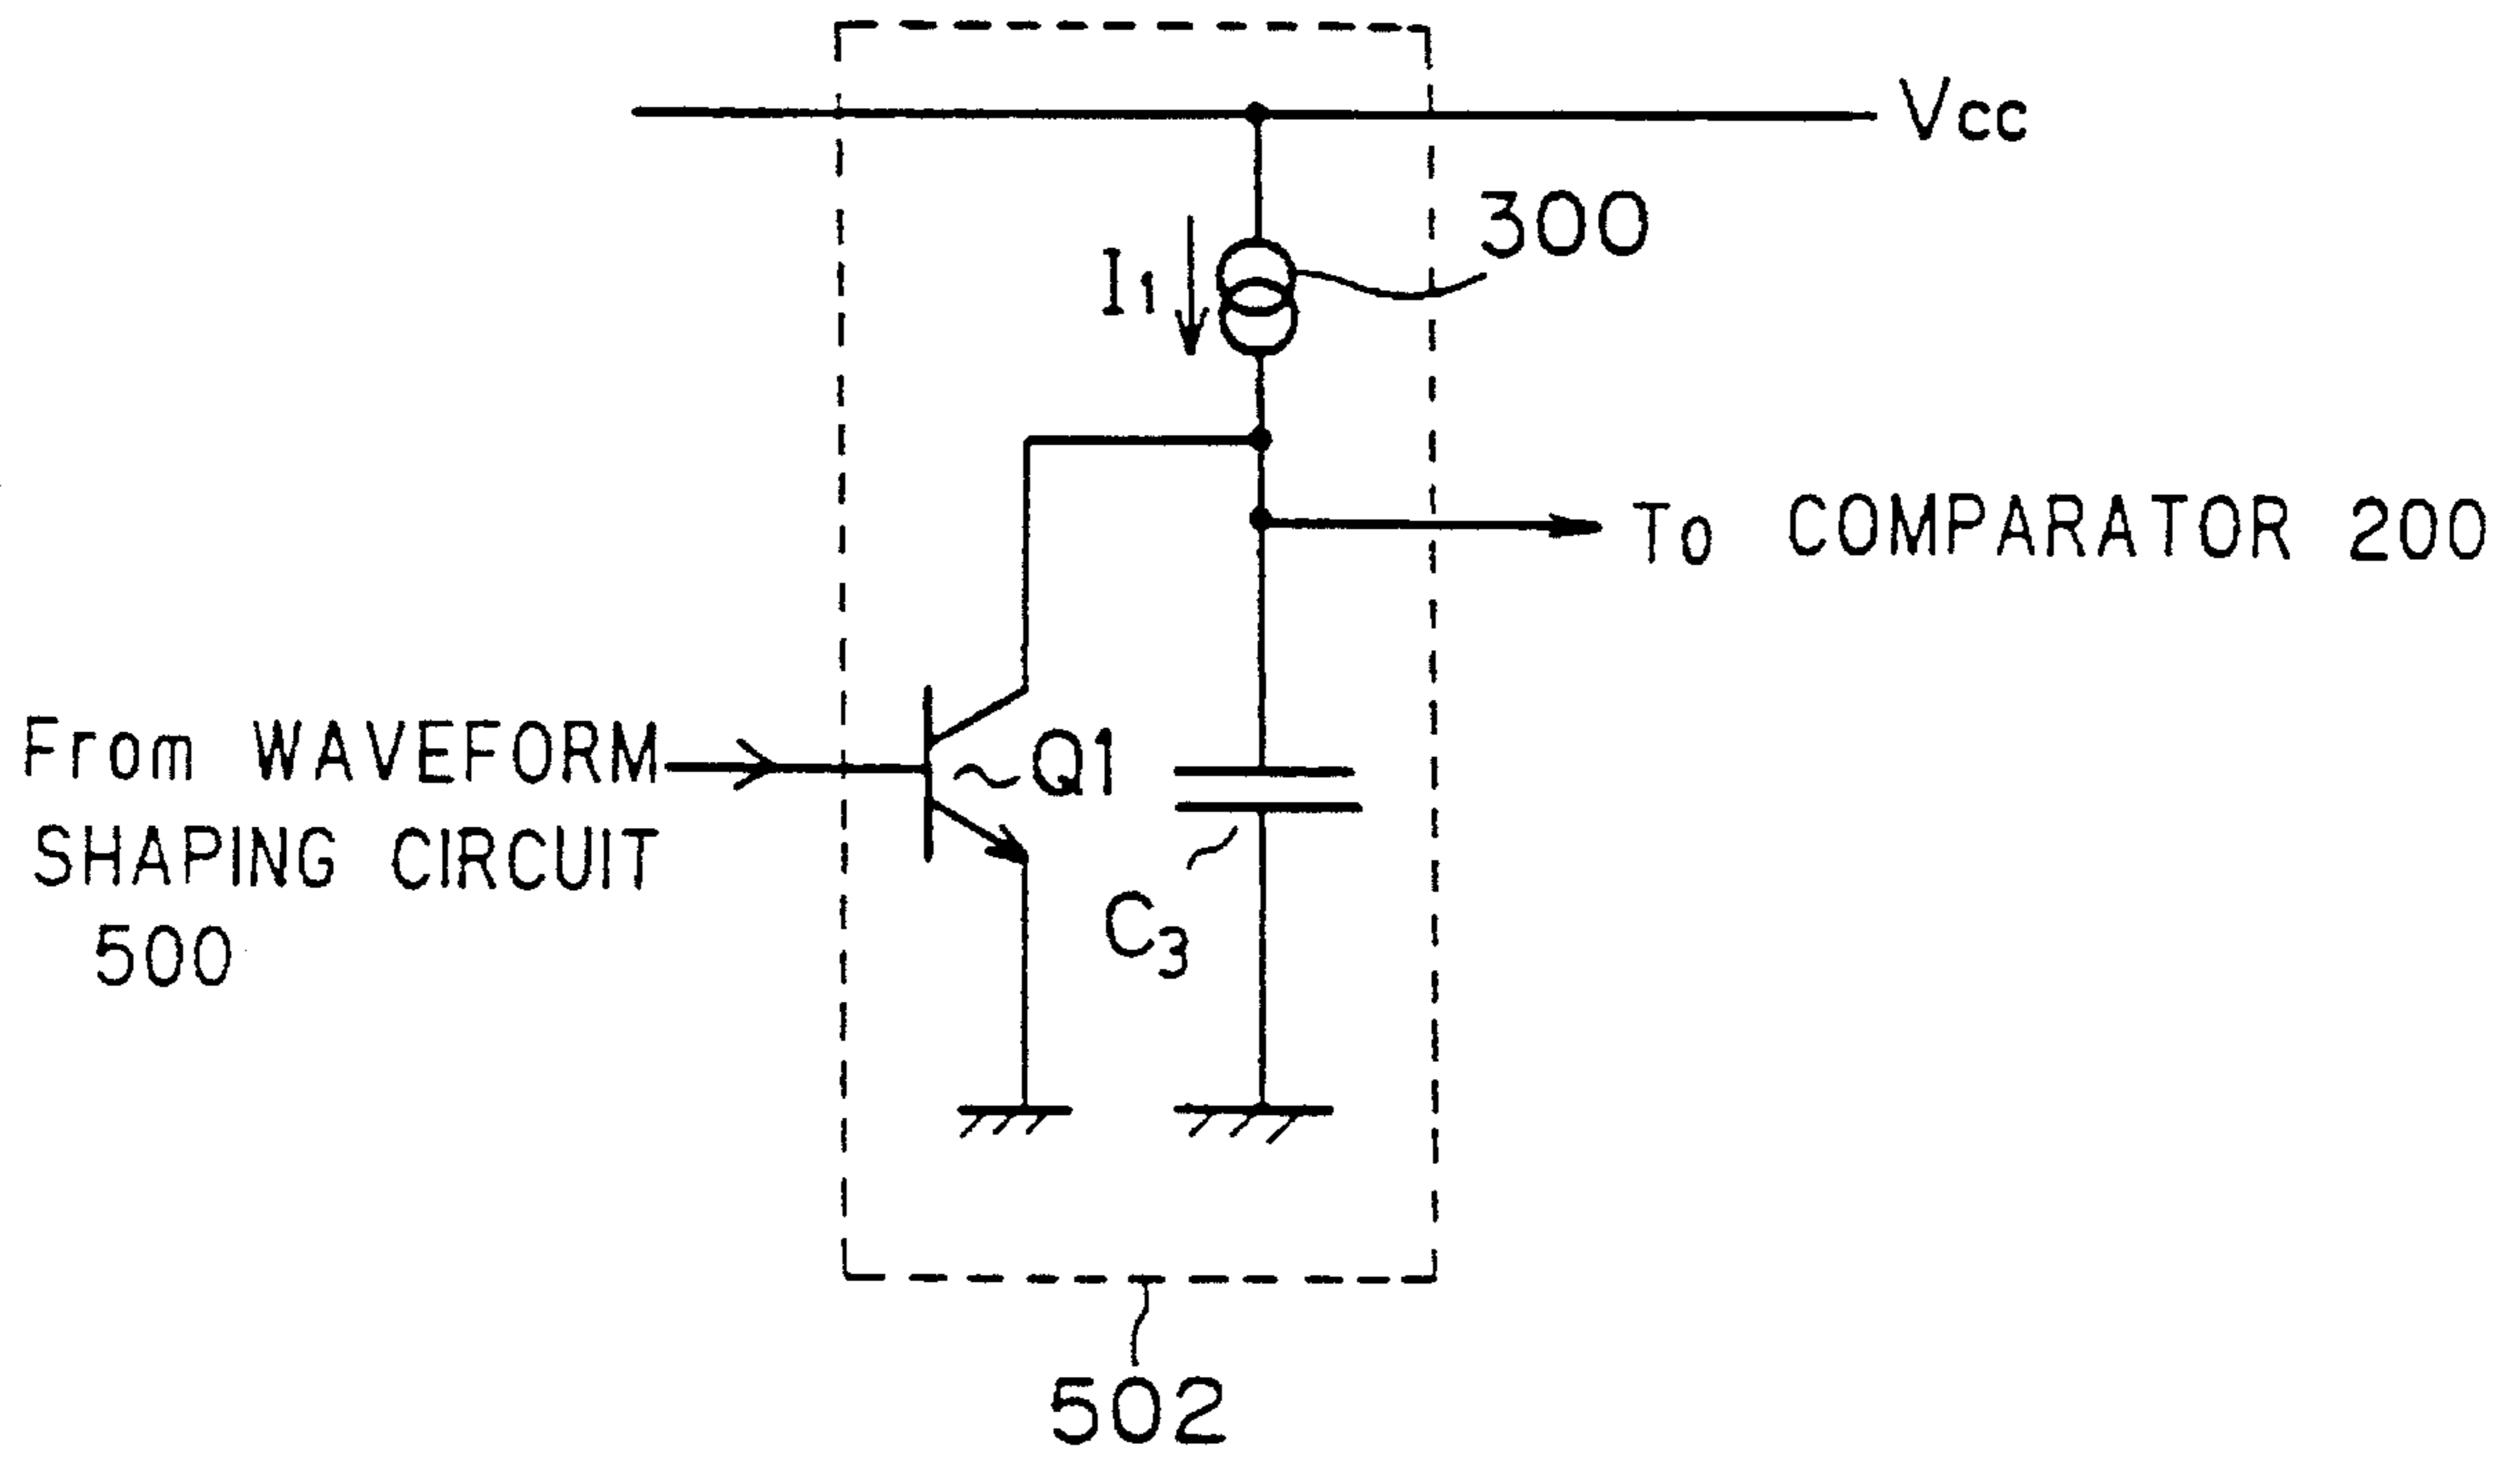 Vcc
300
I1
To COMPARATOR 200
From WAVEFORM
SHAPING CIRCUIT
500
Q1
C3
502